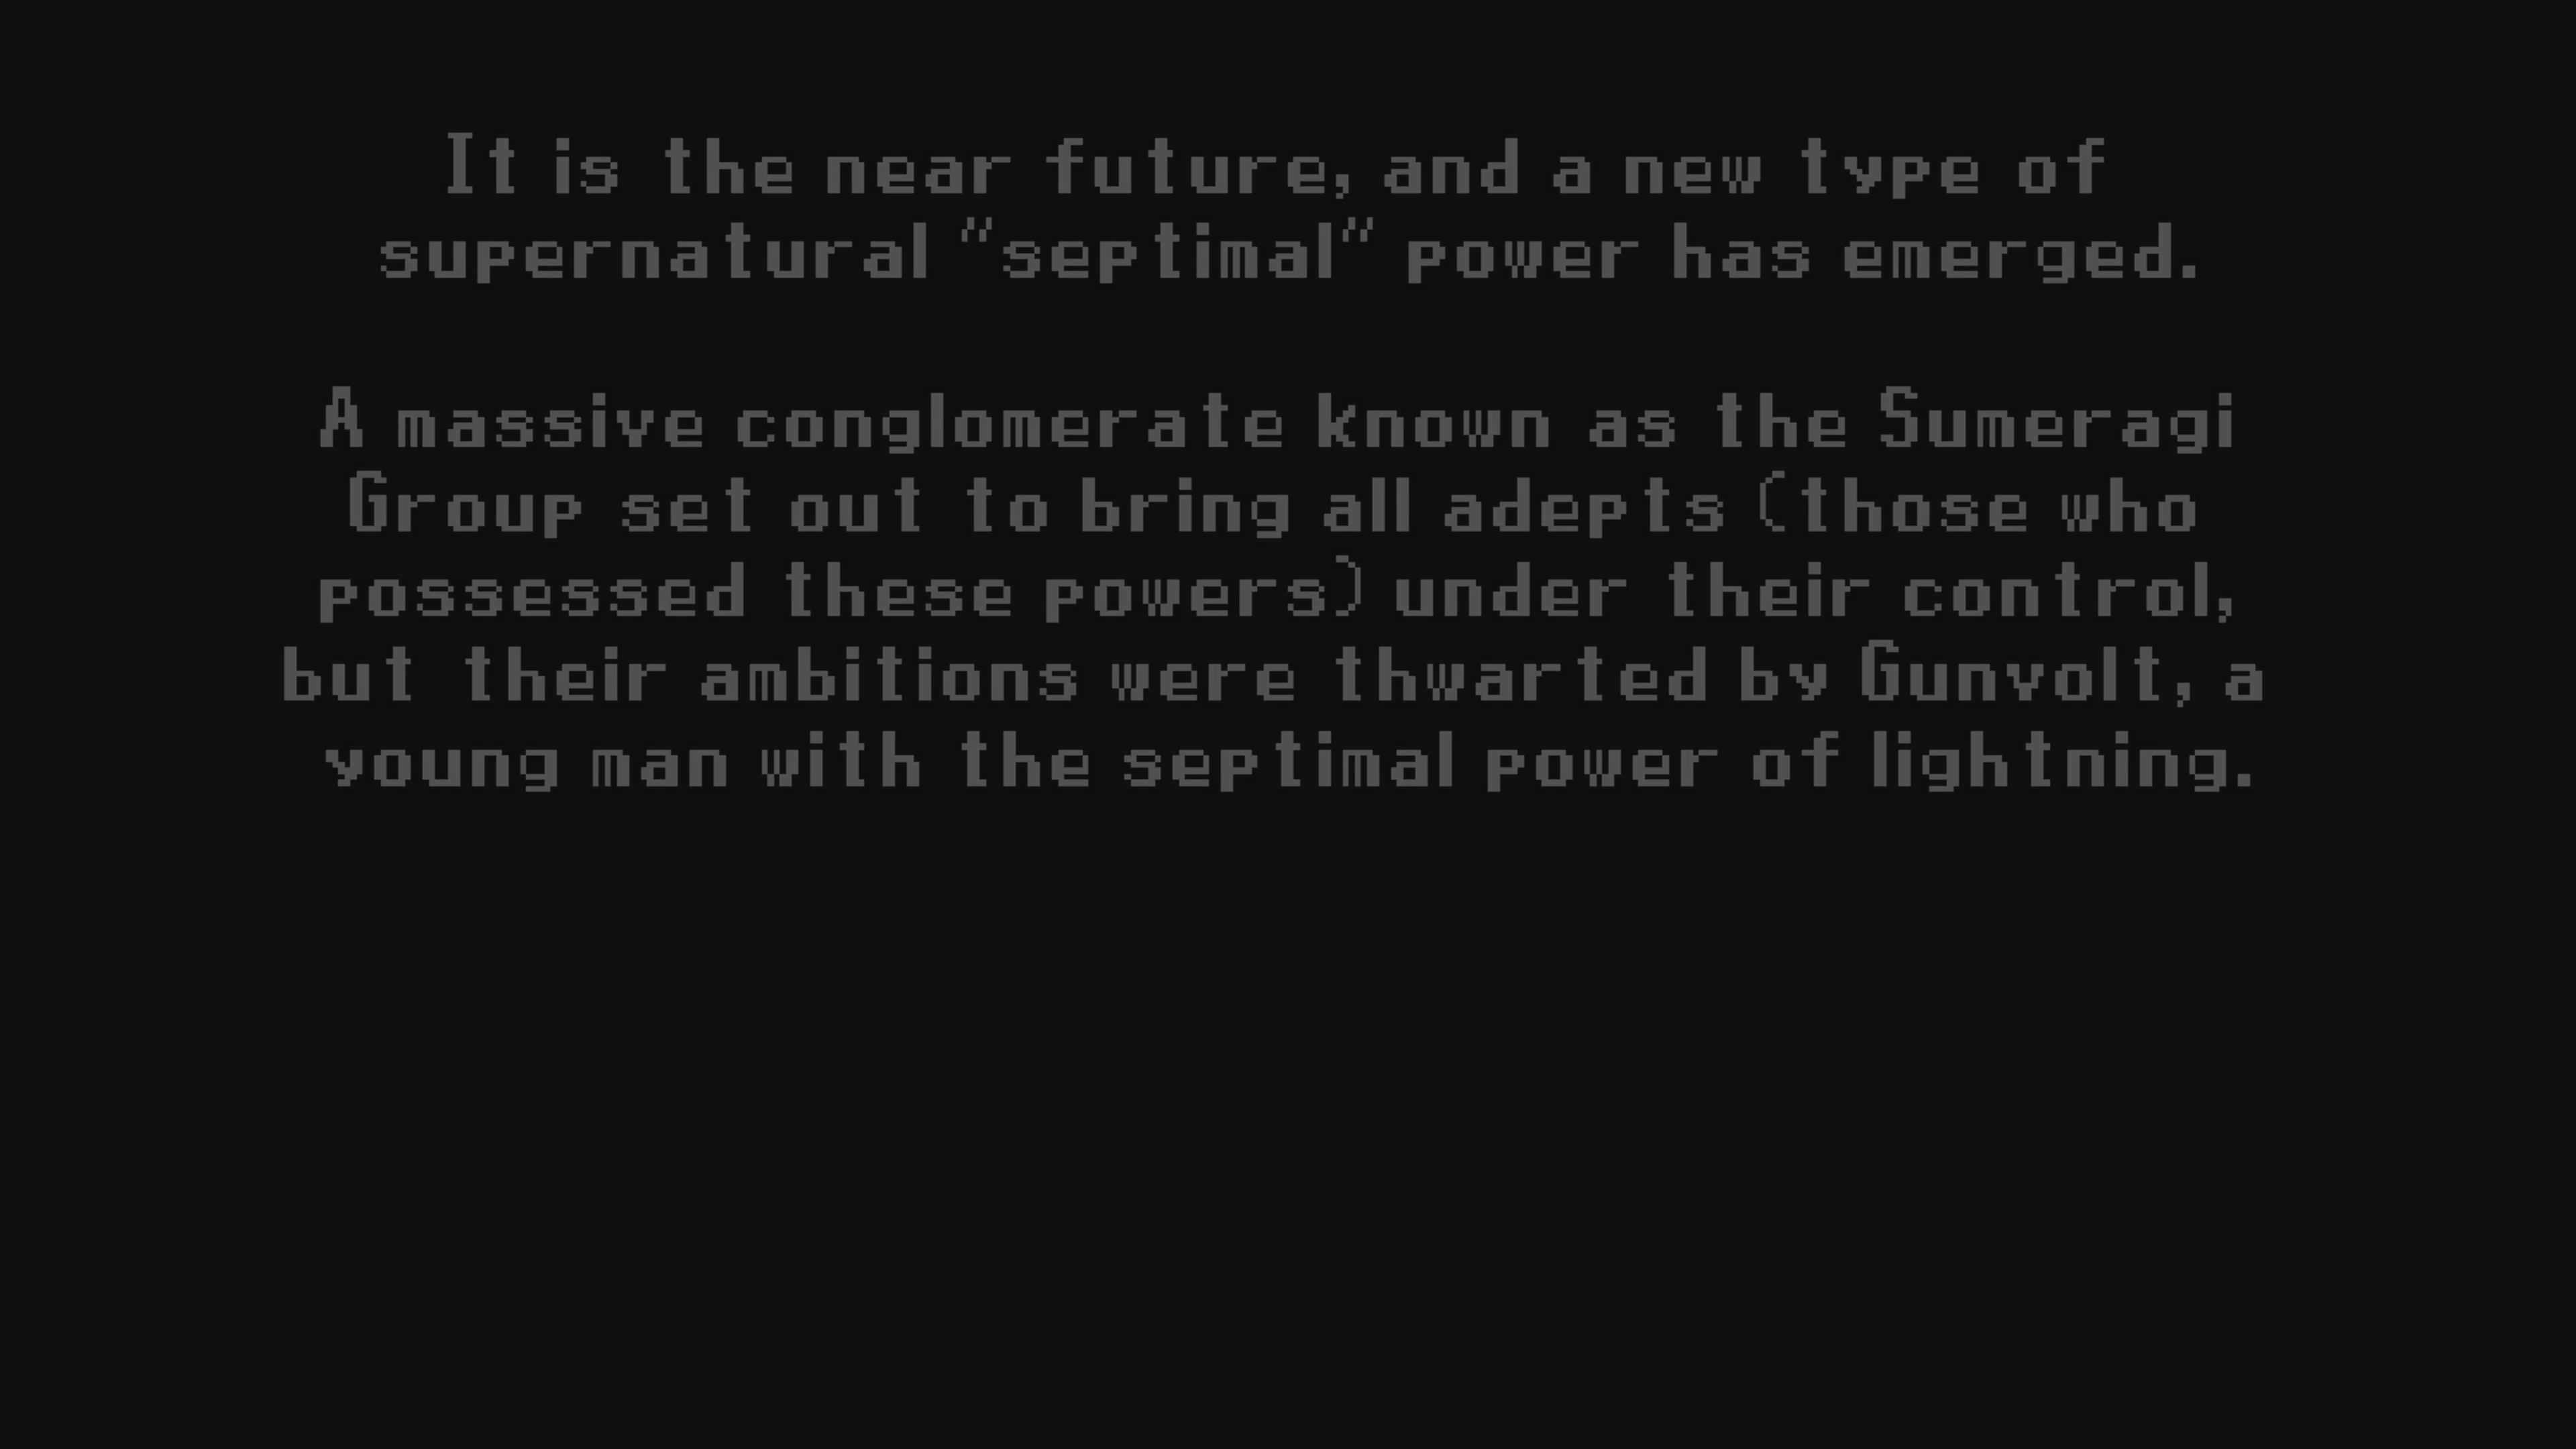 It is the near future, and a new type of
supernatural "septimal" power has emerged.
A massive conglomerate known as the Sumeragi
Group set out to bring all adepts (those who
possessed these powers) under their control,
but their ambitions were thwarted by Gunvolt, a
young man with the septimal power of lightning.